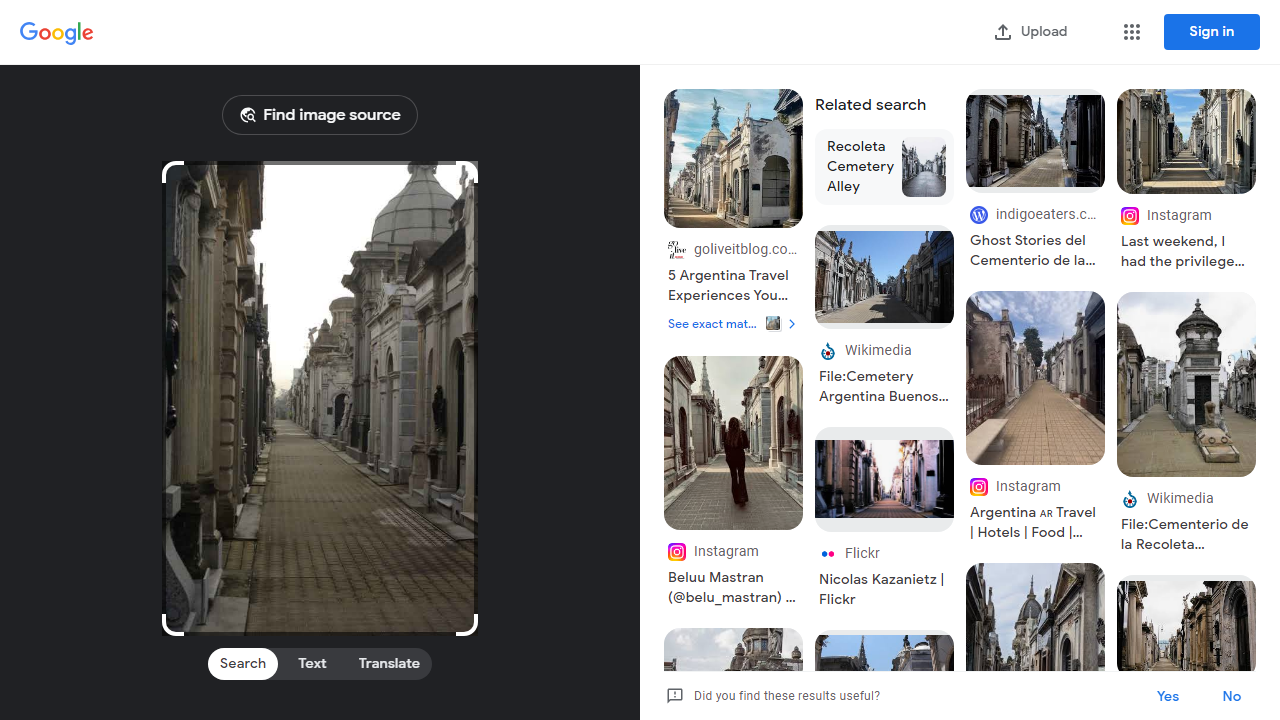 Google
Upload
Sign in
Find image source
Search
Text
Translate
goliveitblog.co...
5 Argentina Travel
Experiences You...
See exact mat...
Instagram
Beluu Mastran
(@belu_mastran) ...
Related search
Recoleta
Cemetery
Alley
Wikimedia
File:Cemetery
Argentina Buenos...
Flickr
Nicolas Kazanietz |
Flickr
indigoeaters.c...
Ghost Stories del
Cementerio de la...
Instagram
Argentina ᴀʀ Travel
| Hotels | Food |...
Instagram
Last weekend, I
had the privilege...
Wikimedia
File:Cementerio de
la Recoleta...
Did you find these results useful?
Yes
No